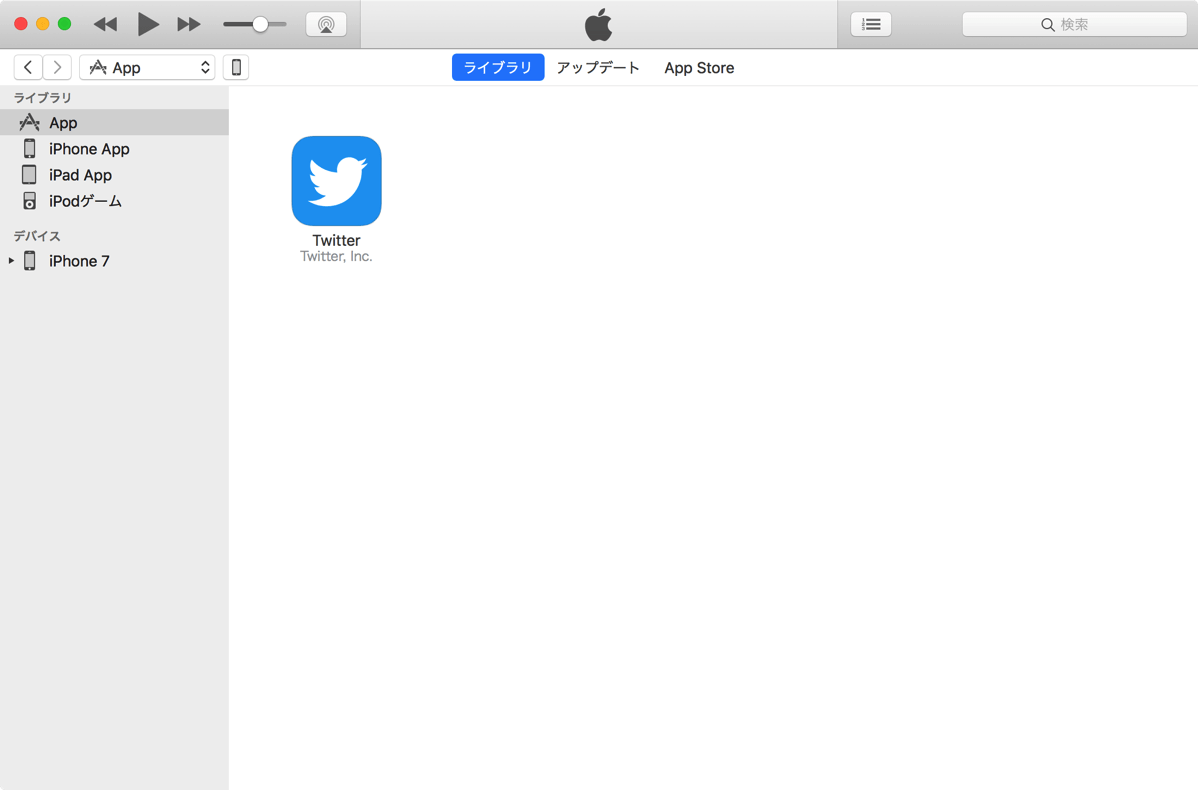 検索
App
ライブラリ
アップデート
App Store
ライブラリ
App
iPhone App
iPad App
iPodゲーム
デバイス
iPhone 7
Twitter
Twitter, Inc.